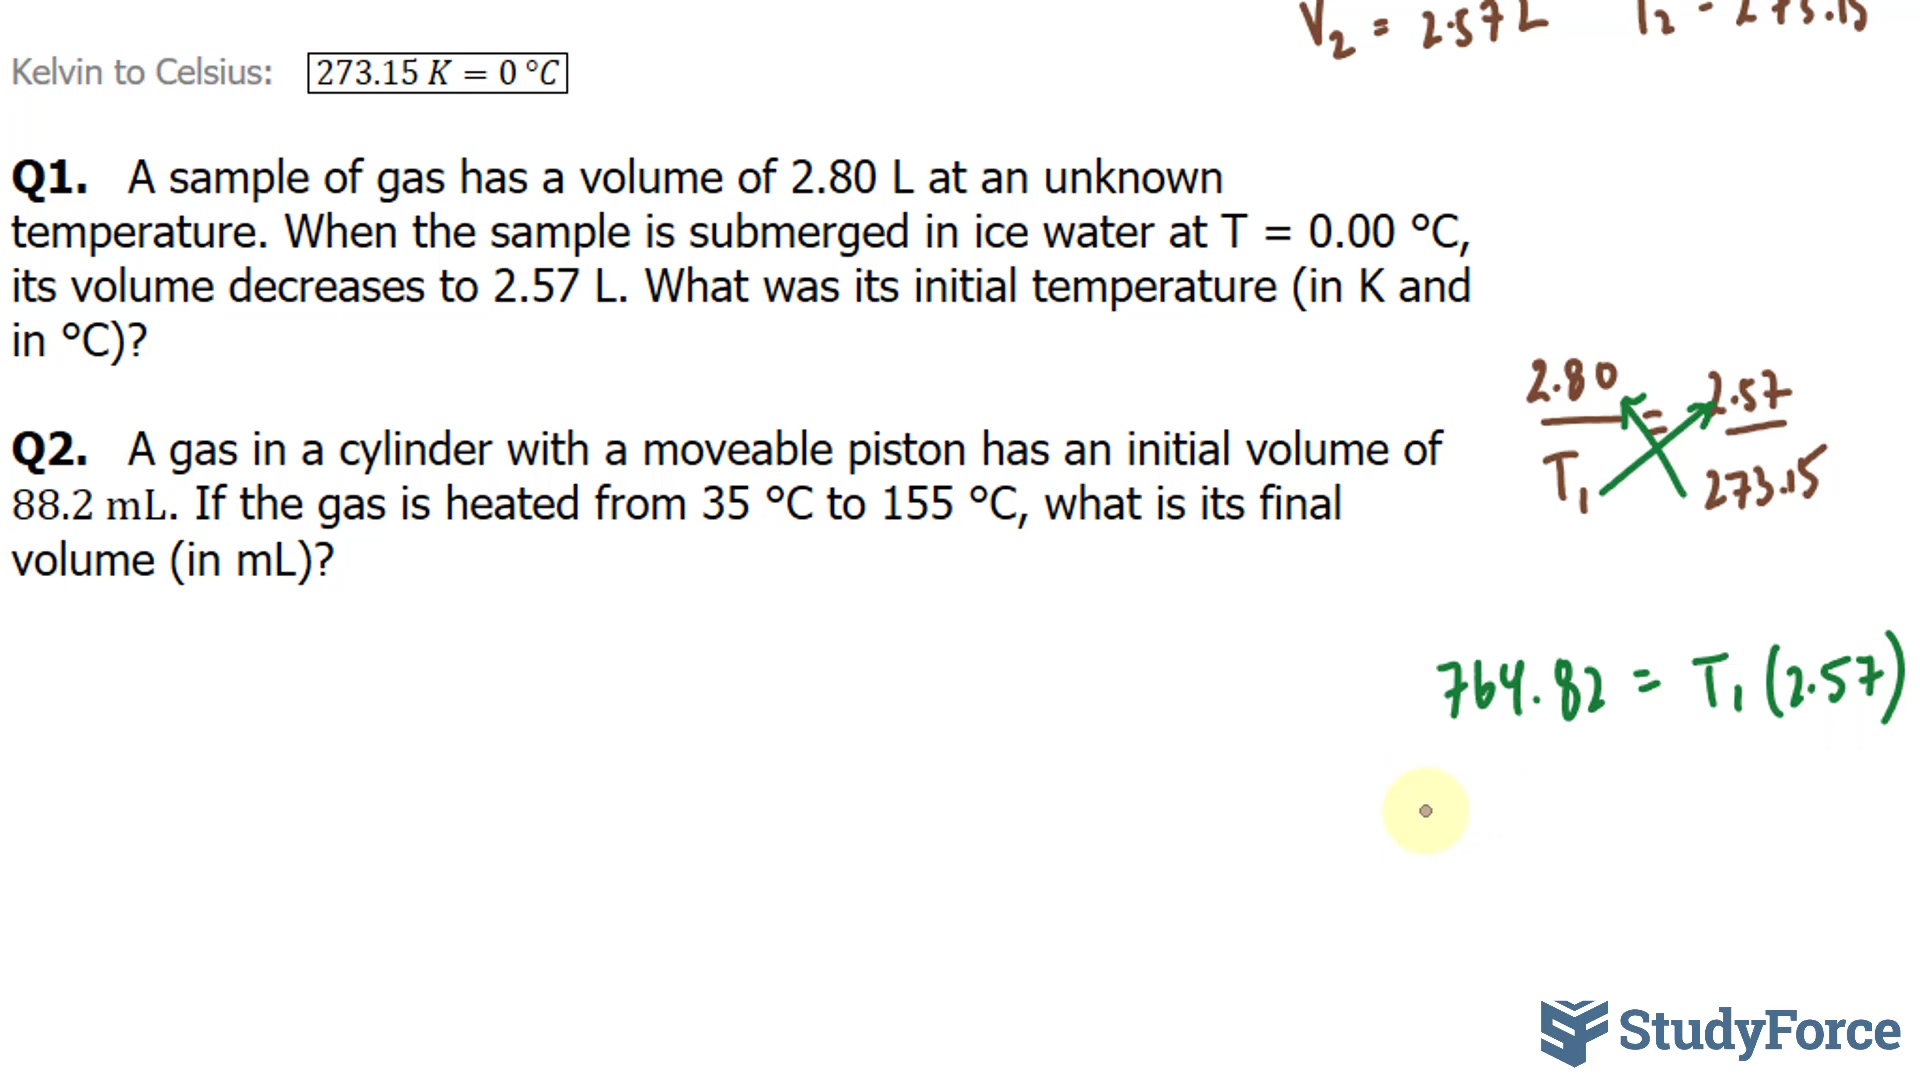 V2 = 2.57 L T2 = 273.15
Kelvin to Celsius: 273.15 K = 0 °C
Q1. A sample of gas has a volume of 2.80 L at an unknown
temperature. When the sample is submerged in ice water at T = 0.00 °C,
its volume decreases to 2.57 L. What was its initial temperature (in K and
in °C)?
2.80 = 2.57
T1 273.15
Q2. A gas in a cylinder with a moveable piston has an initial volume of
88.2 mL. If the gas is heated from 35 °C to 155 °C, what is its final
volume (in mL)?
764.82 = T1 (2.57)
StudyForce